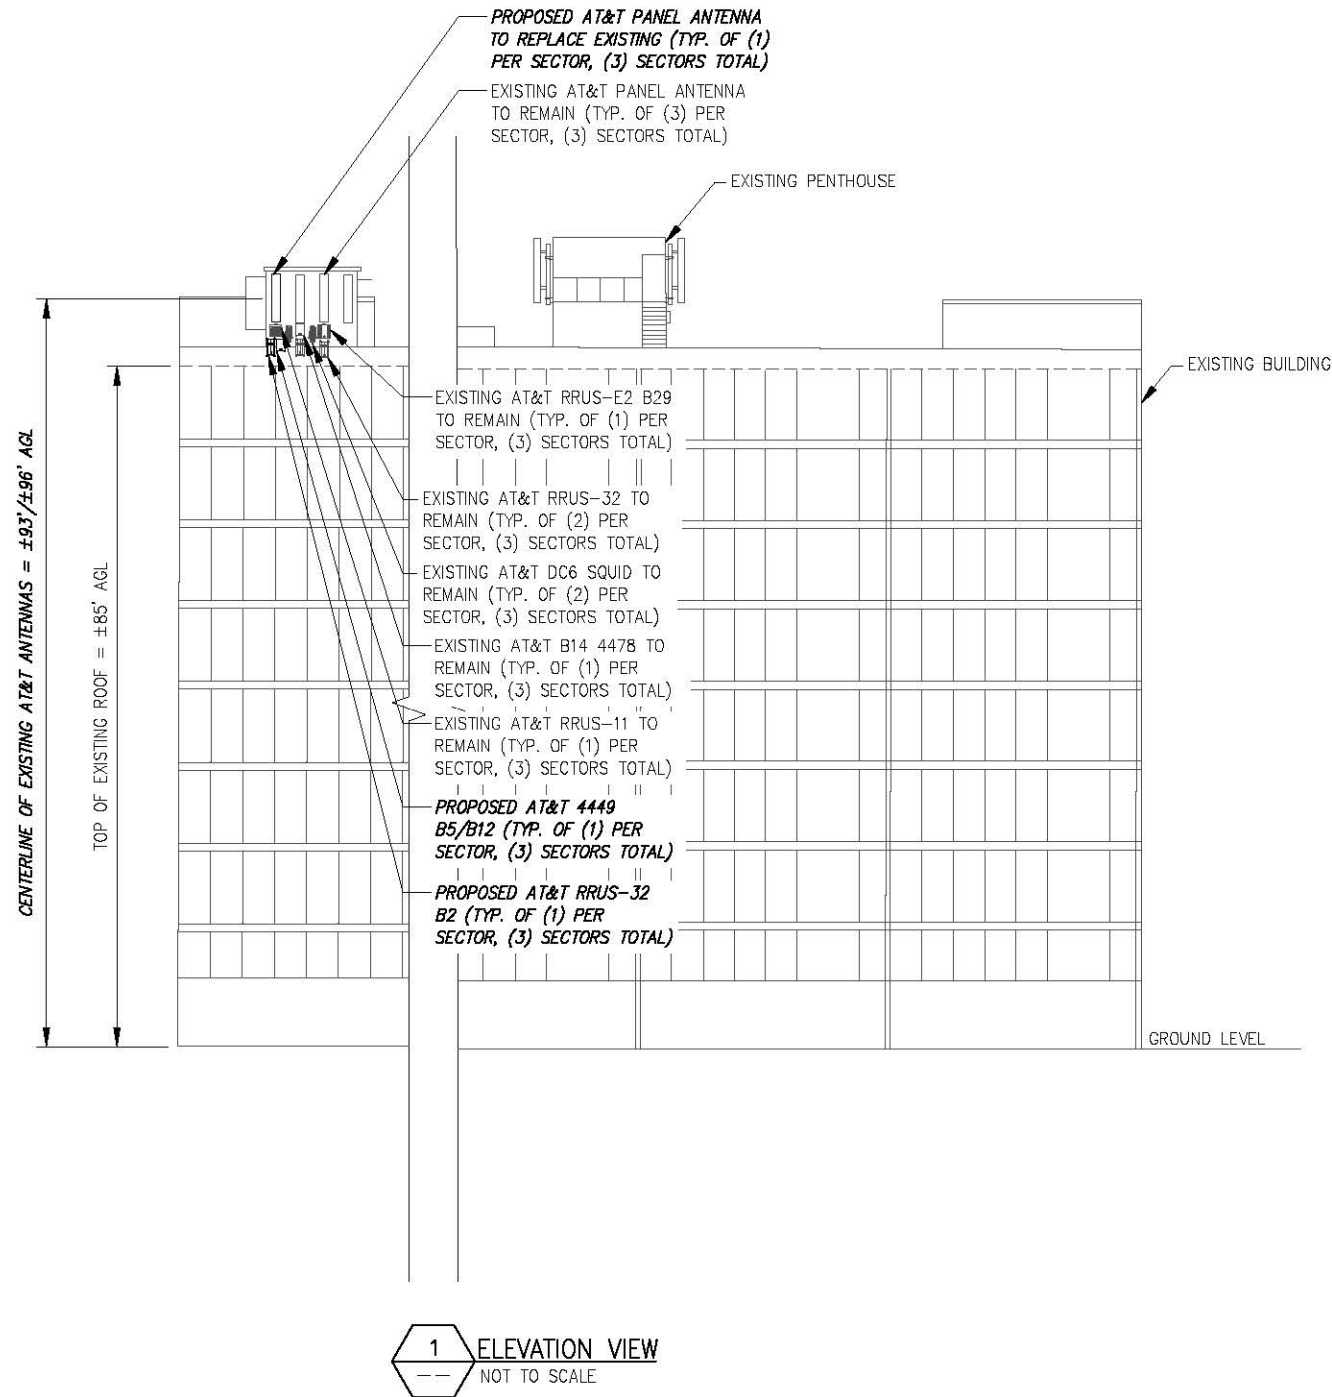 PROPOSED AT&T PANEL ANTENNA
TO REPLACE EXISTING (TYP. OF (1)
PER SECTOR, (3) SECTORS TOTAL)
EXISTING AT&T PANEL ANTENNA
TO REMAIN (TYP. OF (3) PER
SECTOR, (3) SECTORS TOTAL)
EXISTING PENTHOUSE
EXISTING BUILDING
EXISTING AT&T RRUS-E2 B29
TO REMAIN (TYP. OF (1) PER
SECTOR, (3) SECTORS TOTAL)
EXISTING AT&T RRUS-32 TO
REMAIN (TYP. OF (2) PER
SECTOR, (3) SECTORS TOTAL)
EXISTING AT&T DC6 SQUID TO
REMAIN (TYP. OF (2) PER
SECTOR, (3) SECTORS TOTAL)
EXISTING AT&T B14 4478 TO
REMAIN (TYP. OF (1) PER
SECTOR, (3) SECTORS TOTAL)
EXISTING AT&T RRUS-11 TO
REMAIN (TYP. OF (1) PER
SECTOR, (3) SECTORS TOTAL)
PROPOSED AT&T 4449
B5/B12 (TYP. OF (1) PER
SECTOR, (3) SECTORS TOTAL)
PROPOSED AT&T RRUS-32
B2 (TYP. OF (1) PER
SECTOR, (3) SECTORS TOTAL)
CENTERLINE OF EXISTING AT&T ANTENNAS = ±93'/±96' AGL
TOP OF EXISTING ROOF = ±85' AGL
GROUND LEVEL
1 ELEVATION VIEW
-- NOT TO SCALE